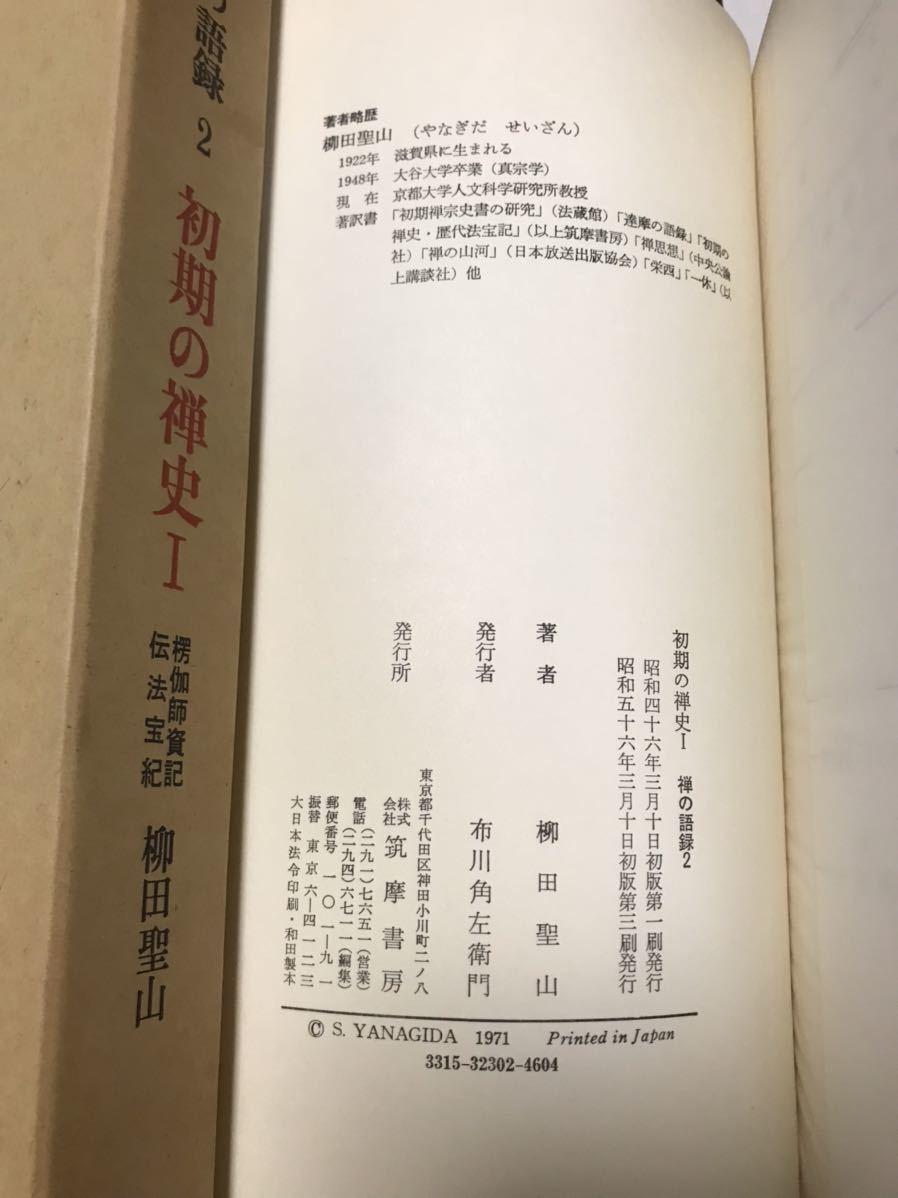 語録 2
初期の禅史 I
楞伽師資記
伝法宝紀
柳田聖山
著者略歴
柳田聖山 (やなぎだ せいざん)
1922年 滋賀県に生まれる
1948年 大谷大学卒業(真宗学)
現 在 京都大学人文科学研究所教授
著訳書 「初期禅宗史書の研究」(法蔵館)「達摩の語録」「初期の
禅史・歴代法宝記」(以上筑摩書房)「禅思想」(中央公論
社)「禅の山河」(日本放送出版協会)「栄西」「一休」(以
上講談社)他
初期の禅史I 禅の語録2
昭和四十六年三月十日初版第一刷発行
昭和五十六年三月十日初版第三刷発行
著者 柳田聖山
発行者 布川角左衛門
発行所 株式会社 筑摩書房
東京都千代田区神田小川町二ノ八
電話(二九一)七六五一(営業)
(二九四)六七一一(編集)
郵便番号 一〇一―九一
振替 東京六―四一二三
大日本法令印刷・和田製本
© S. YANAGIDA 1971 Printed in Japan
3315-32302-4604